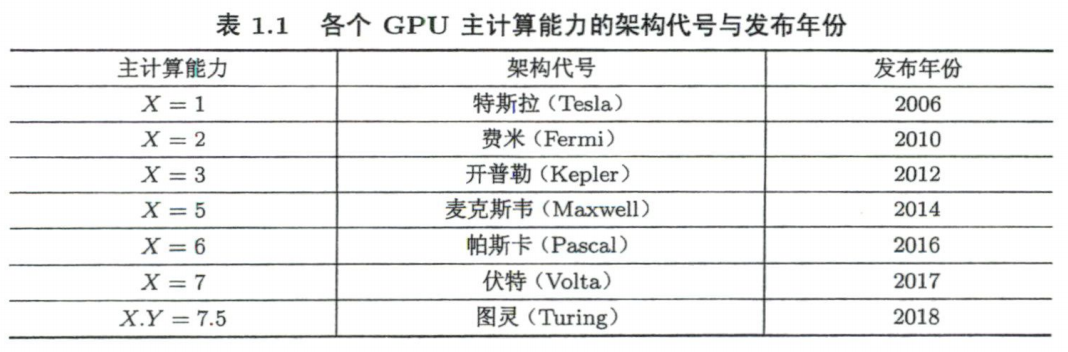 表 1.1 各个 GPU 主计算能力的架构代号与发布年份
主计算能力 架构代号 发布年份
X = 1 特斯拉（Tesla） 2006
X = 2 费米（Fermi） 2010
X = 3 开普勒（Kepler） 2012
X = 5 麦克斯韦（Maxwell） 2014
X = 6 帕斯卡（Pascal） 2016
X = 7 伏特（Volta） 2017
X.Y = 7.5 图灵（Turing） 2018